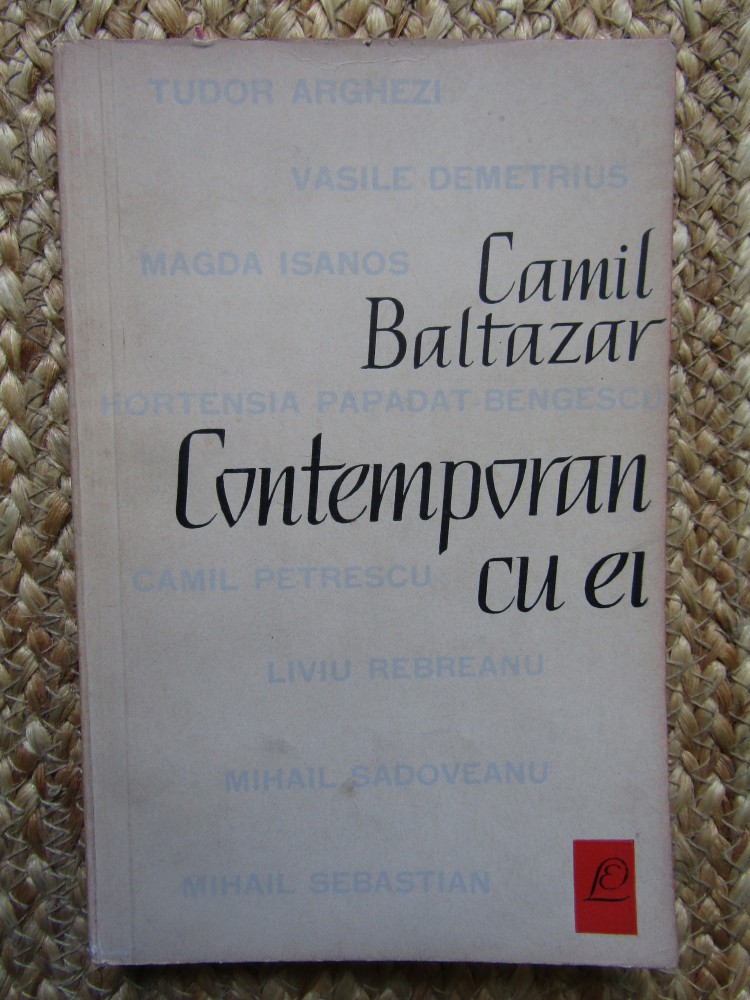 TUDOR ARGHEZI
VASILE DEMETRIUS
MAGDA ISANOS
Camil
Baltazar
HORTENSIA PAPADAT-BENGESCU
Contemporan
cu ei
CAMIL PETRESCU
LIVIU REBREANU
MIHAIL SADOVEANU
MIHAIL SEBASTIAN